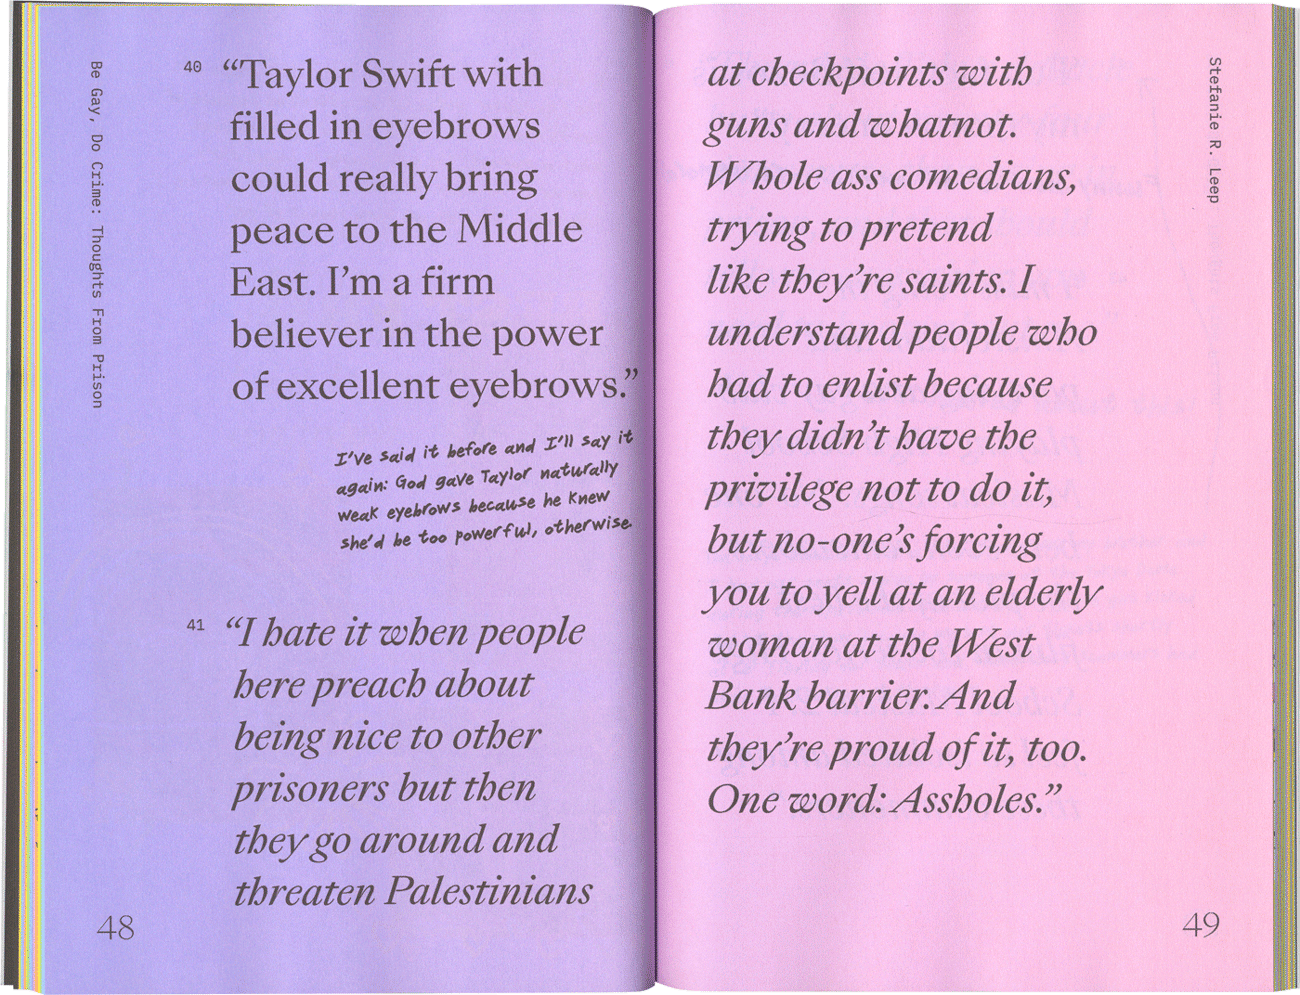 Be Gay, Do Crime: Thoughts From Prison
40
“Taylor Swift with
filled in eyebrows
could really bring
peace to the Middle
East. I’m a firm
believer in the power
of excellent eyebrows.”
I’ve said it before and I’ll say it
again: God gave Taylor naturally
weak eyebrows because he knew
she’d be too powerful, otherwise.
41
“I hate it when people
here preach about
being nice to other
prisoners but then
they go around and
threaten Palestinians
48
at checkpoints with
guns and whatnot.
Whole ass comedians,
trying to pretend
like they’re saints. I
understand people who
had to enlist because
they didn’t have the
privilege not to do it,
but no-one’s forcing
you to yell at an elderly
woman at the West
Bank barrier. And
they’re proud of it, too.
One word: Assholes.”
Stefanie R. Leep
49